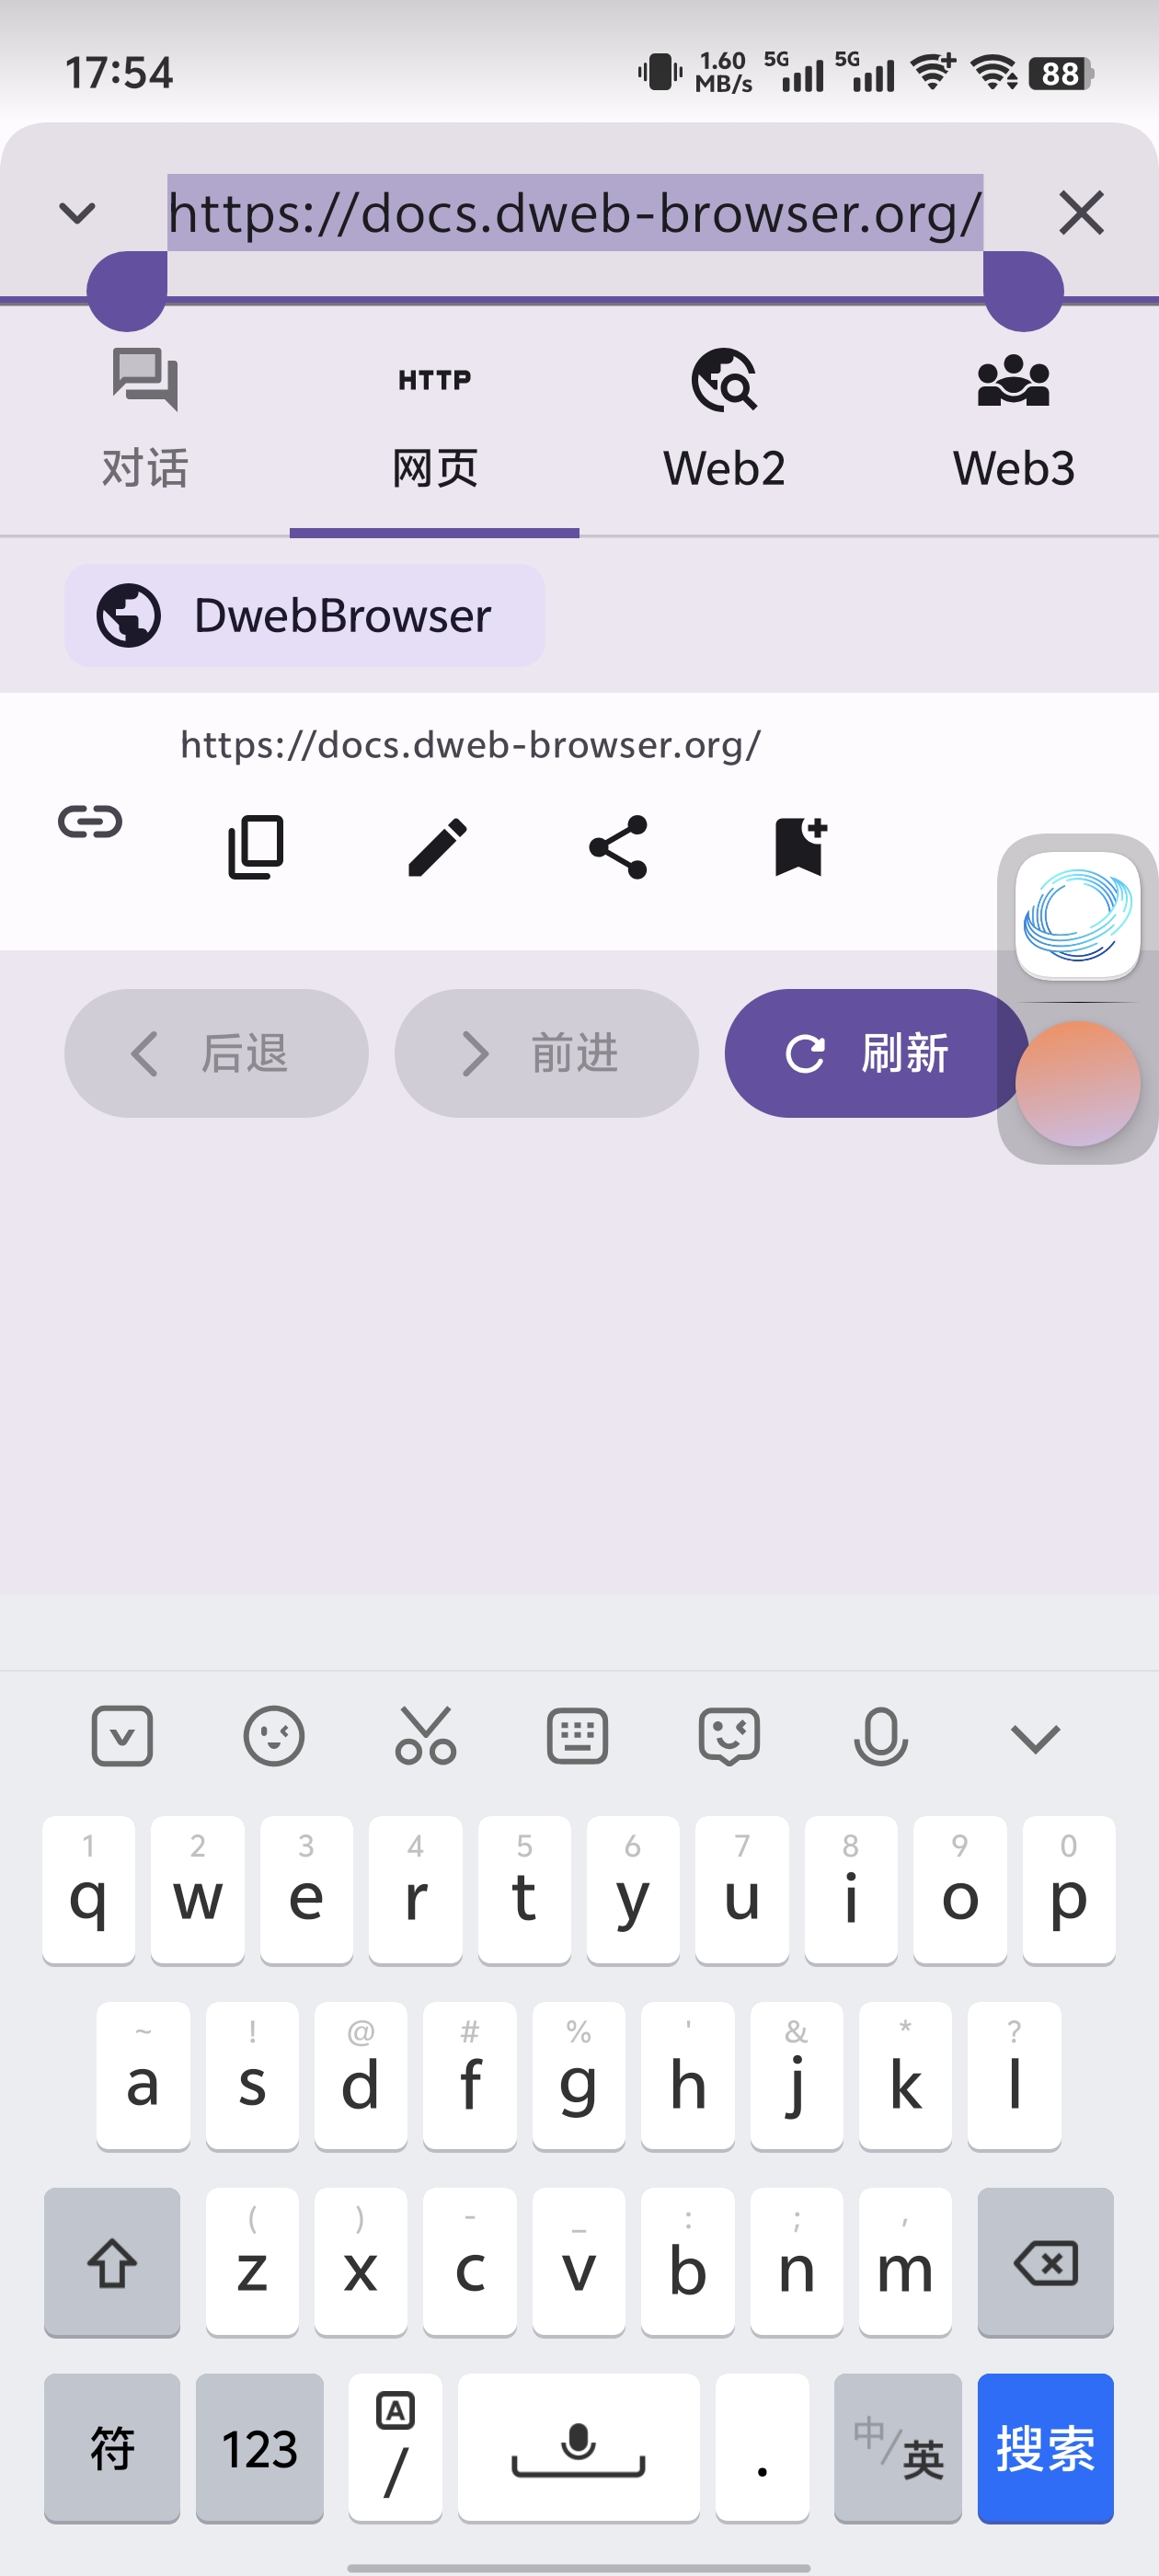 17:54
1.60 MB/s 5G 5G 88
https://docs.dweb-browser.org/
HTTP
对话 网页 Web2 Web3
DwebBrowser
https://docs.dweb-browser.org/
后退 前进 刷新
1 2 3 4 5 6 7 8 9 0
q w e r t y u i o p
~ ! @ # % ' & * ?
a s d f g h j k l
( ) - _ : ; ,
z x c v b n m
A
符 123 / . 中/英 搜索